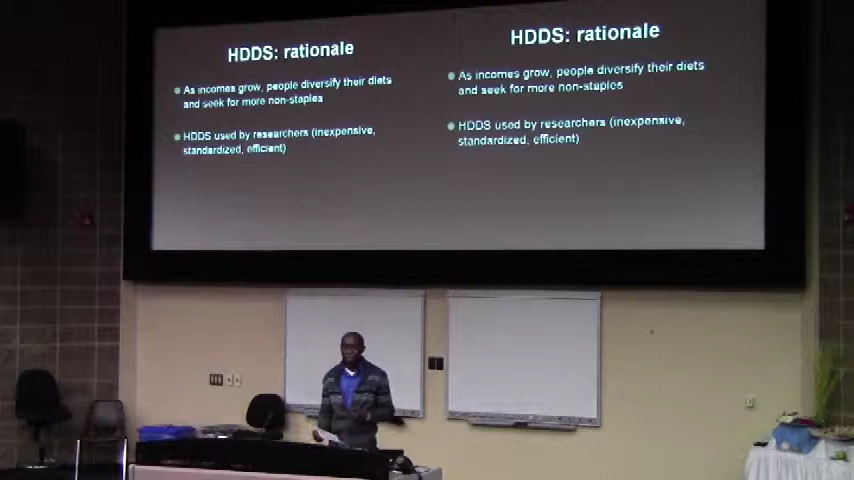 HDDS: rationale
As incomes grow, people diversify their diets
and seek for more non-staples
HDDS used by researchers (inexpensive,
standardized, efficient)
HDDS: rationale
As incomes grow, people diversify their diets
and seek for more non-staples
HDDS used by researchers (inexpensive,
standardized, efficient)